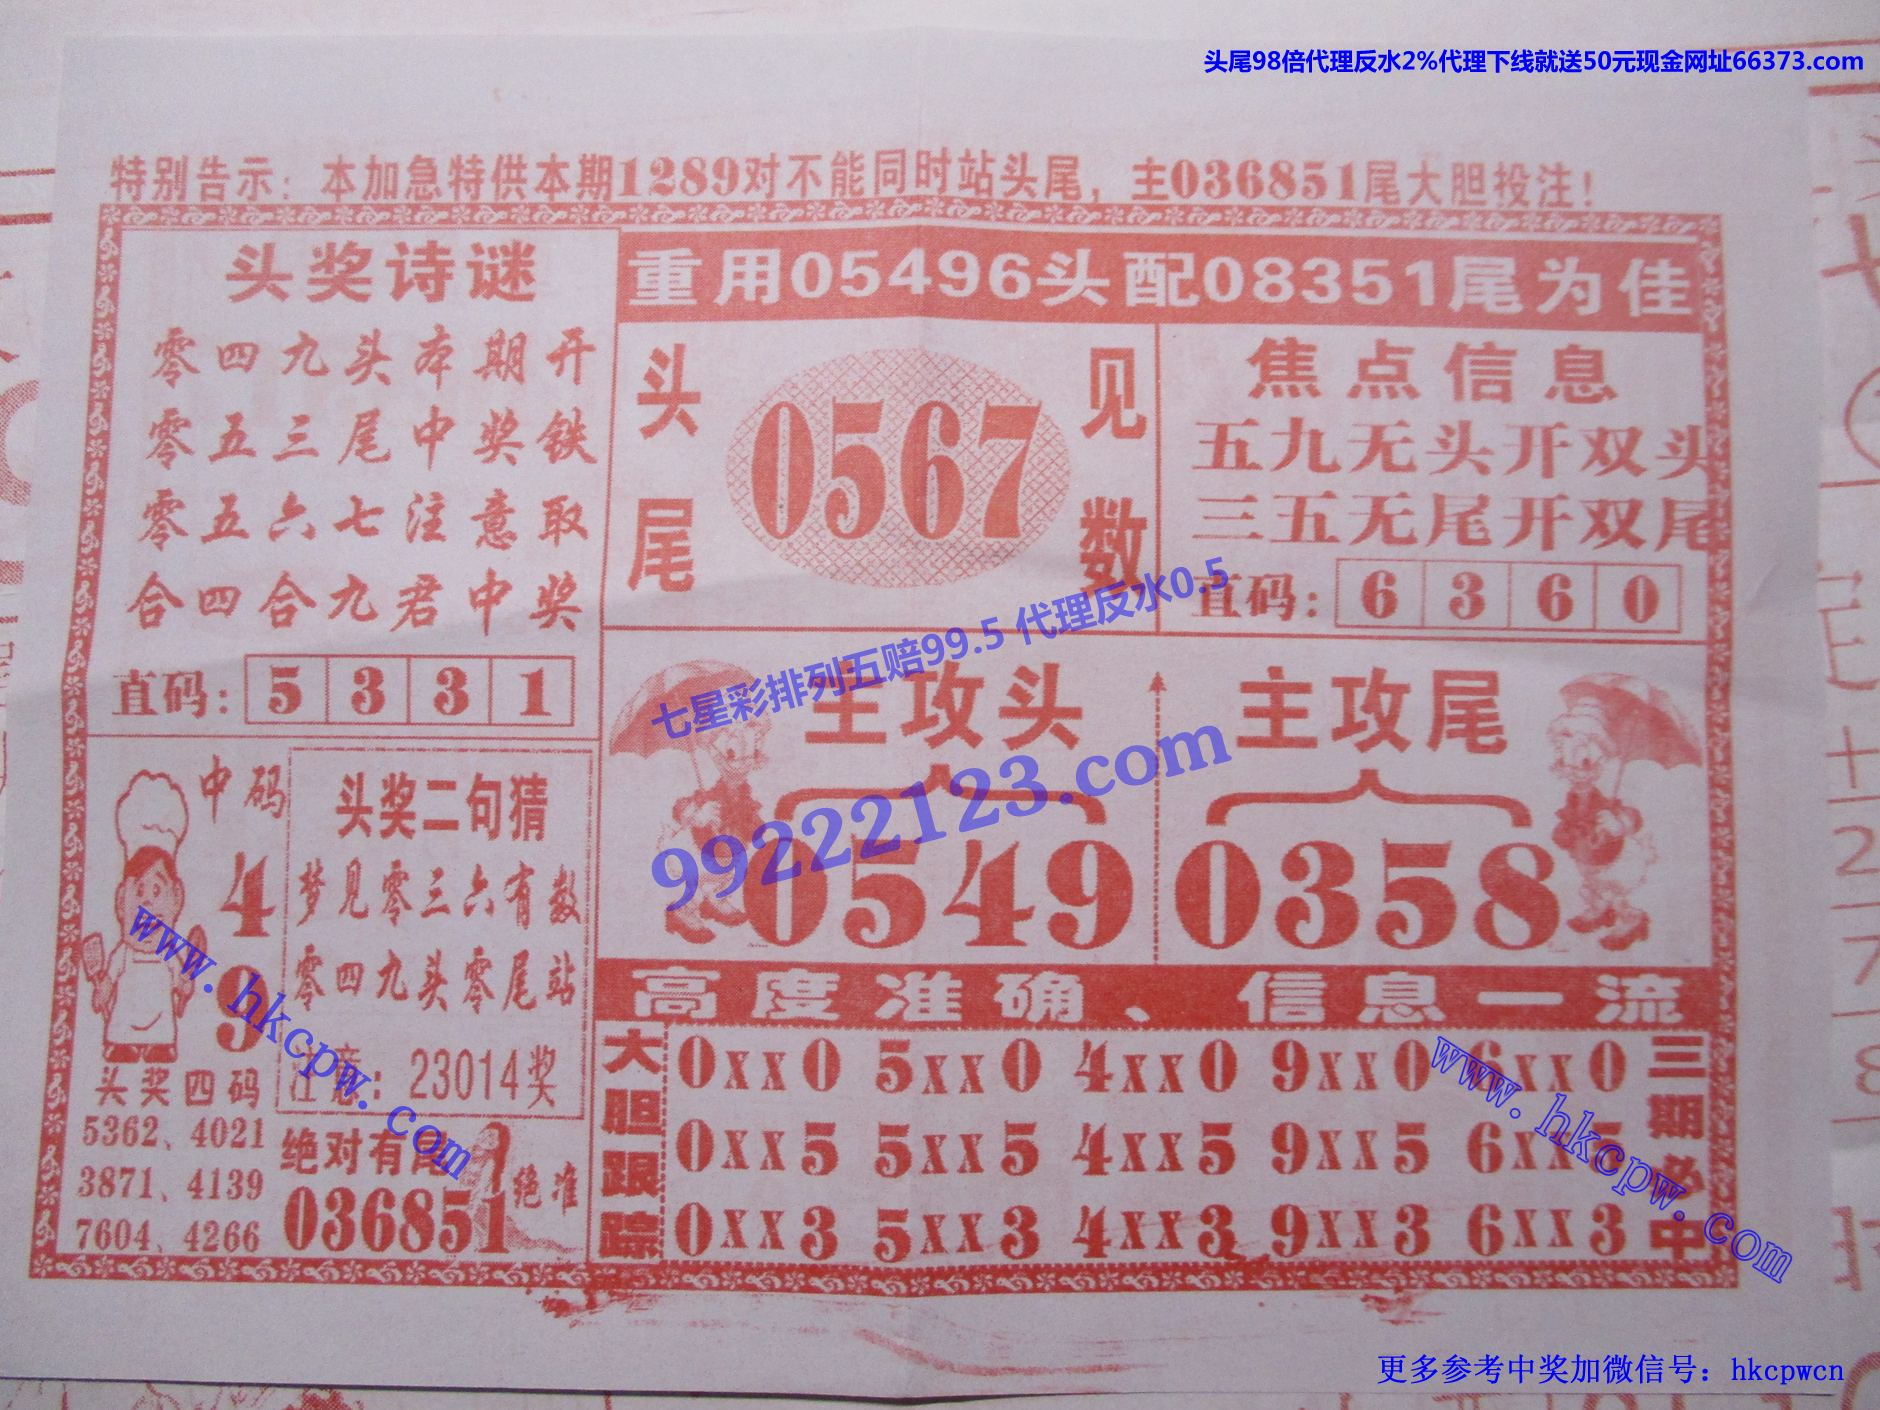 头尾98倍代理反水2%代理下线就送50元现金网址66373.com
特别告示：本加急特供本期1289对不能同时站头尾，主036851尾大胆投注！
头奖诗谜
零四九头本期开
零五三尾中奖铁
零五六七注意取
合四合九君中奖
直码：5331
重用05496头配08351尾为佳
头尾
0567
见数
焦点信息
五九无头开双头
三五无尾开双尾
直码：6360
七星彩排列五赔99.5 代理反水0.5
99222123.com
主攻头
0549
主攻尾
0358
中码
4
9
头奖四码
5362、4021
3871、4139
7604、4266
头奖二句猜
梦见零三六有数
零四九头零尾站
注意：23014奖
绝对有尾
036851
绝准
高度准确、信息一流
大胆跟踪
0xx0 5xx0 4xx0 9xx0 6xx0
0xx5 5xx5 4xx5 9xx5 6xx5
0xx3 5xx3 4xx3 9xx3 6xx3
三期必中
www.hkcpw.com
www.hkcpw.com
更多参考中奖加微信号：hkcpwcn